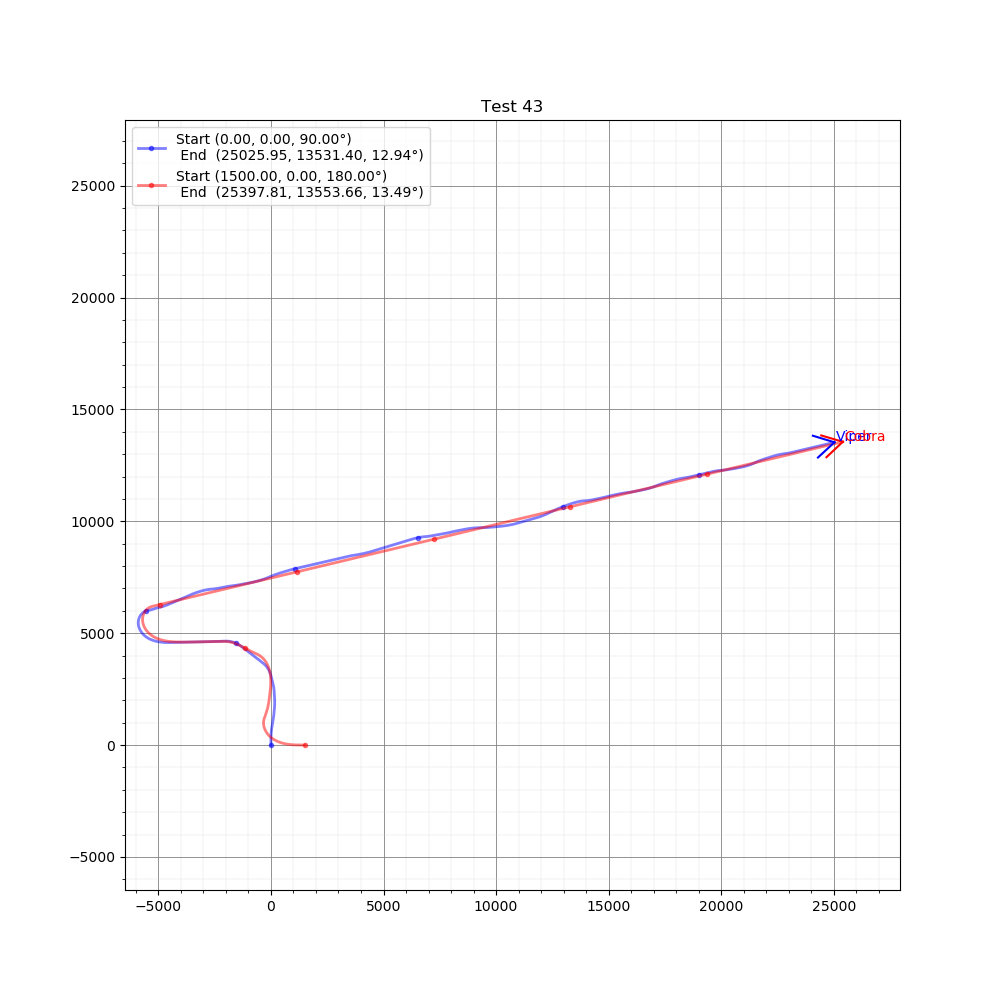 Test 43
Start (0.00, 0.00, 90.00°)
End  (25025.95, 13531.40, 12.94°)
Start (1500.00, 0.00, 180.00°)
End  (25397.81, 13553.66, 13.49°)
25000
20000
15000
Viper
Cobra
10000
5000
0
−5000
−5000 0 5000 10000 15000 20000 25000